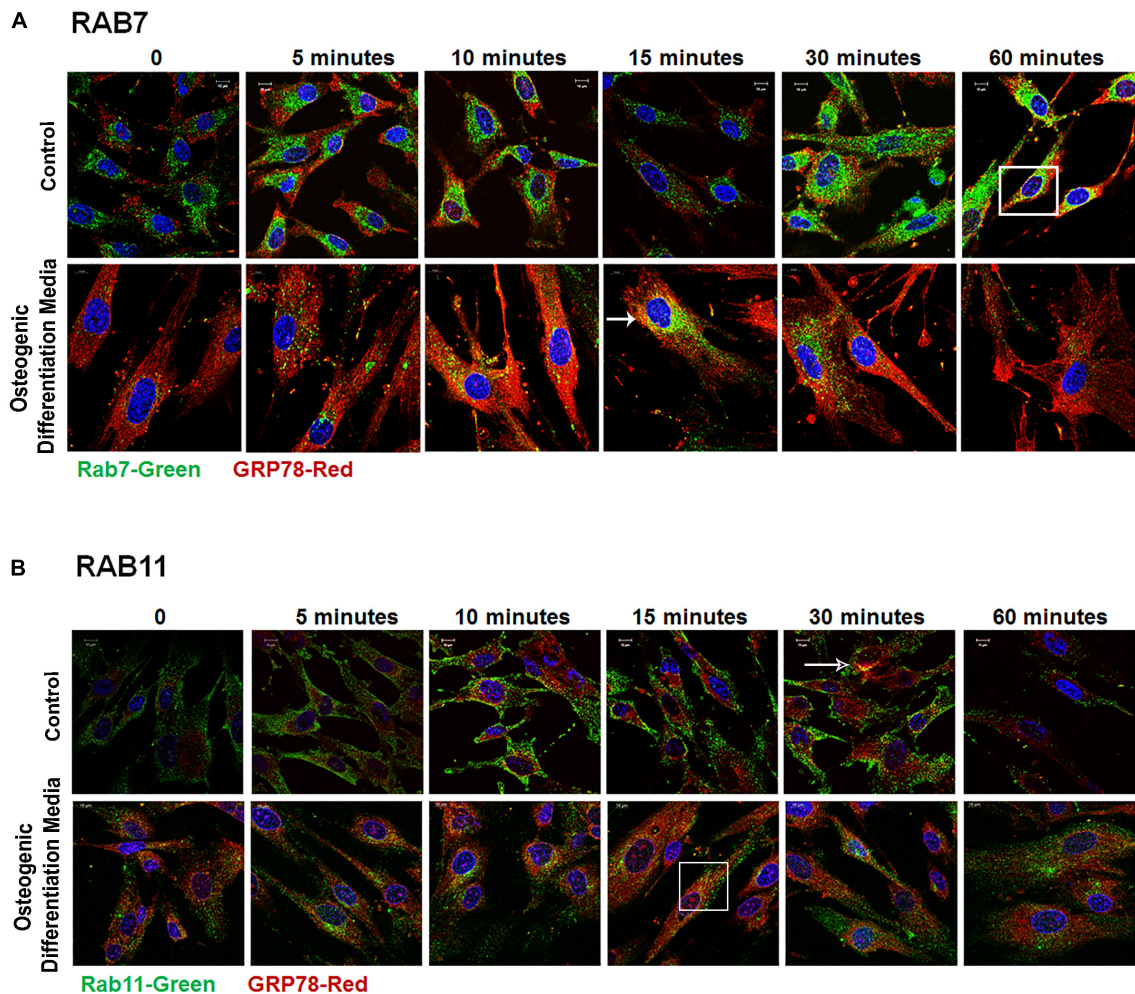 A
RAB7
0 5 minutes 10 minutes 15 minutes 30 minutes 60 minutes
Control
Osteogenic
Differentiation Media
Rab7-Green GRP78-Red
B
RAB11
0 5 minutes 10 minutes 15 minutes 30 minutes 60 minutes
Control
Osteogenic
Differentiation Media
10 µm
Rab11-Green GRP78-Red